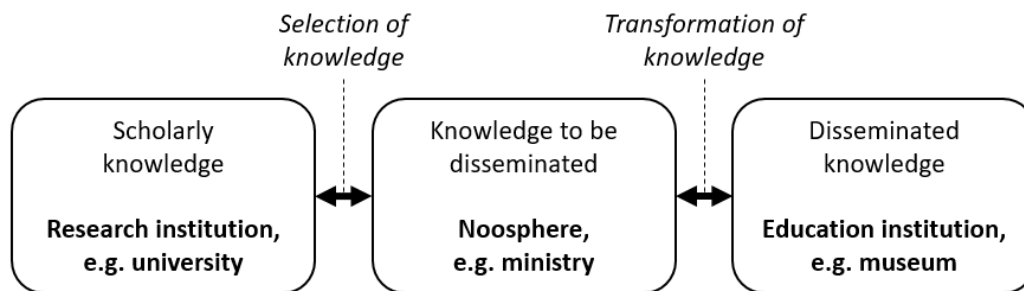 Selection of
knowledge
Transformation of
knowledge
Scholarly
knowledge
Research institution,
e.g. university
Knowledge to be
disseminated
Noosphere,
e.g. ministry
Disseminated
knowledge
Education institution,
e.g. museum